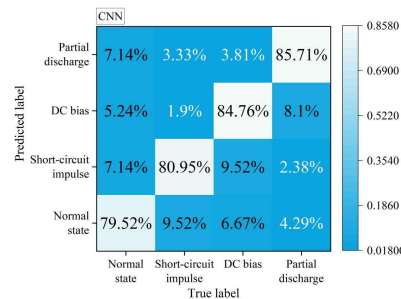 CNN
Partial
discharge
7.14% 3.33% 3.81% 85.71%
DC bias
5.24% 1.9% 84.76% 8.1%
Short-circuit
impulse
7.14% 80.95% 9.52% 2.38%
Normal
state
79.52% 9.52% 6.67% 4.29%
Normal
state
Short-circuit
impulse
DC bias
Partial
discharge
True label
Predicted label
0.8580
0.6900
0.5220
0.3540
0.1860
0.01800